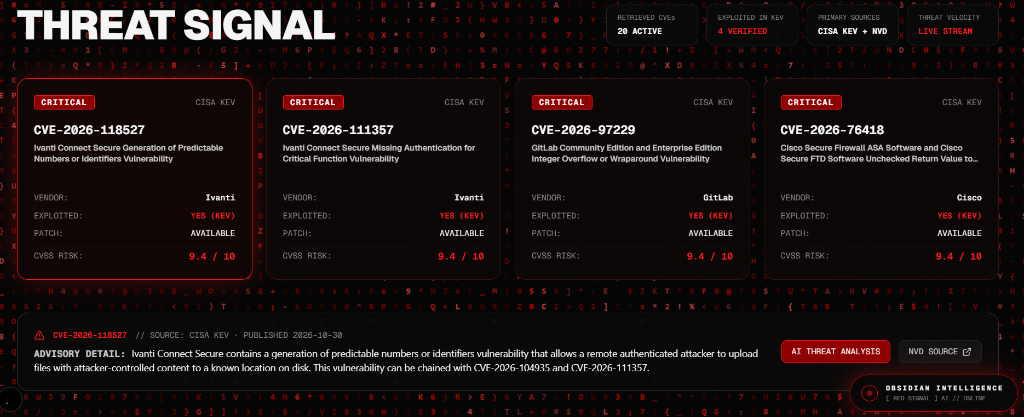 THREAT SIGNAL
RETRIEVED CVEs
20 ACTIVE
EXPLOITED IN KEV
4 VERIFIED
PRIMARY SOURCES
CISA KEV + NVD
THREAT VELOCITY
LIVE STREAM
CRITICAL
CISA KEV
CVE-2026-118527
Ivanti Connect Secure Generation of Predictable
Numbers or Identifiers Vulnerability
VENDOR: Ivanti
EXPLOITED: YES (KEV)
PATCH: AVAILABLE
CVSS RISK: 9.4 / 10
CRITICAL
CISA KEV
CVE-2026-111357
Ivanti Connect Secure Missing Authentication for
Critical Function Vulnerability
VENDOR: Ivanti
EXPLOITED: YES (KEV)
PATCH: AVAILABLE
CVSS RISK: 9.4 / 10
CRITICAL
CISA KEV
CVE-2026-97229
GitLab Community Edition and Enterprise Edition
Integer Overflow or Wraparound Vulnerability
VENDOR: GitLab
EXPLOITED: YES (KEV)
PATCH: AVAILABLE
CVSS RISK: 9.4 / 10
CRITICAL
CISA KEV
CVE-2026-76418
Cisco Secure Firewall ASA Software and Cisco
Secure FTD Software Unchecked Return Value to...
VENDOR: Cisco
EXPLOITED: YES (KEV)
PATCH: AVAILABLE
CVSS RISK: 9.4 / 10
CVE-2026-118527 // SOURCE: CISA KEV · PUBLISHED 2026-10-30
ADVISORY DETAIL: Ivanti Connect Secure contains a generation of predictable numbers or identifiers vulnerability that allows a remote authenticated attacker to upload
files with attacker-controlled content to a known location on disk. This vulnerability can be chained with CVE-2026-104935 and CVE-2026-111357.
AI THREAT ANALYSIS
NVD SOURCE
OBSIDIAN INTELLIGENCE
[ RED SIGNAL ] AI // ONLINE